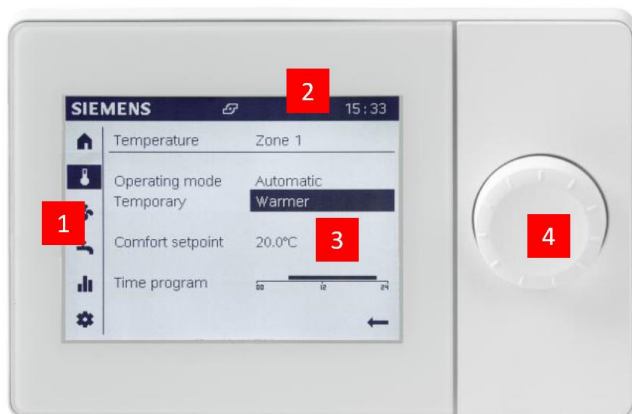 2
SIEMENS 15:33
Temperature Zone 1
Operating mode Automatic
Temporary Warmer
1
Comfort setpoint 20.0°C 3 4
Time program 00 12 24